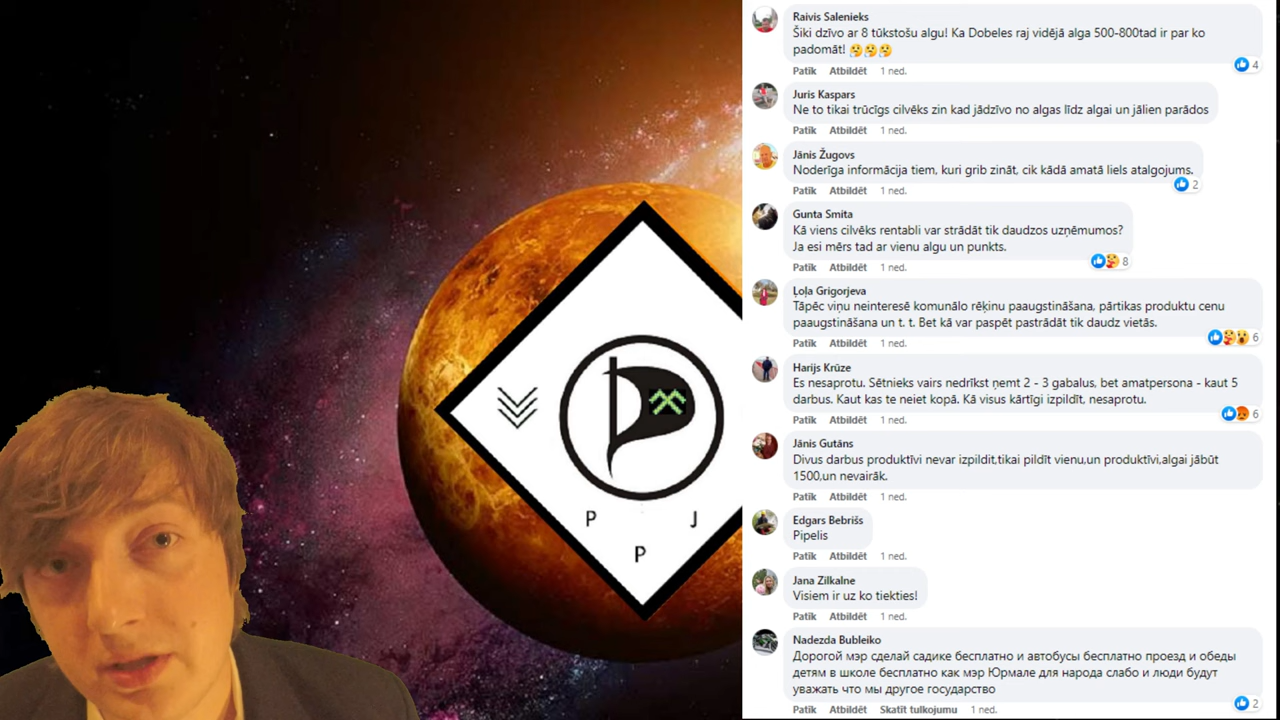 Raivis Salenieks
Šiki dzīvo ar 8 tūkstošu algu! Ka Dobeles raj vidējā alga 500-800tad ir par ko
padomāt! 🤔🤔🤔
4
Patīk Atbildēt 1 ned.
Juris Kaspars
Ne to tikai trūcīgs cilvēks zin kad jādzīvo no algas līdz algai un jālien parādos
Patīk Atbildēt 1 ned.
Jānis Žugovs
Noderīga informācija tiem, kuri grib zināt, cik kādā amatā liels atalgojums.
2
Patīk Atbildēt 1 ned.
Gunta Smita
Kā viens cilvēks rentabli var strādāt tik daudzos uzņēmumos?
Ja esi mērs tad ar vienu algu un punkts.
8
Patīk Atbildēt 1 ned.
Ļoļa Grigorjeva
Tāpēc viņu neinteresē komunālo rēķinu paaugstināšana, pārtikas produktu cenu
paaugstināšana un t. t. Bet kā var paspēt pastrādāt tik daudz vietās.
6
Patīk Atbildēt 1 ned.
Harijs Krūze
Es nesaprotu. Sētnieks vairs nedrīkst ņemt 2 - 3 gabalus, bet amatpersona - kaut 5
darbus. Kaut kas te neiet kopā. Kā visus kārtīgi izpildīt, nesaprotu.
6
Patīk Atbildēt 1 ned.
Jānis Gutāns
Divus darbus produktīvi nevar izpildit,tikai pildīt vienu,un produktīvi,algai jābūt
1500,un nevairāk.
Patīk Atbildēt 1 ned.
Edgars Bebrišs
Pipelis
Patīk Atbildēt 1 ned.
Jana Zilkalne
Visiem ir uz ko tiekties!
Patīk Atbildēt 1 ned.
Nadezda Bubleiko
Дорогой мэр сделай садике бесплатно и автобусы бесплатно проезд и обеды
детям в школе бесплатно как мэр Юрмале для народа слабо и люди будут
уважать что мы другое государство
2
Patīk Atbildēt Skatīt tulkojumu 1 ned.
P J
P